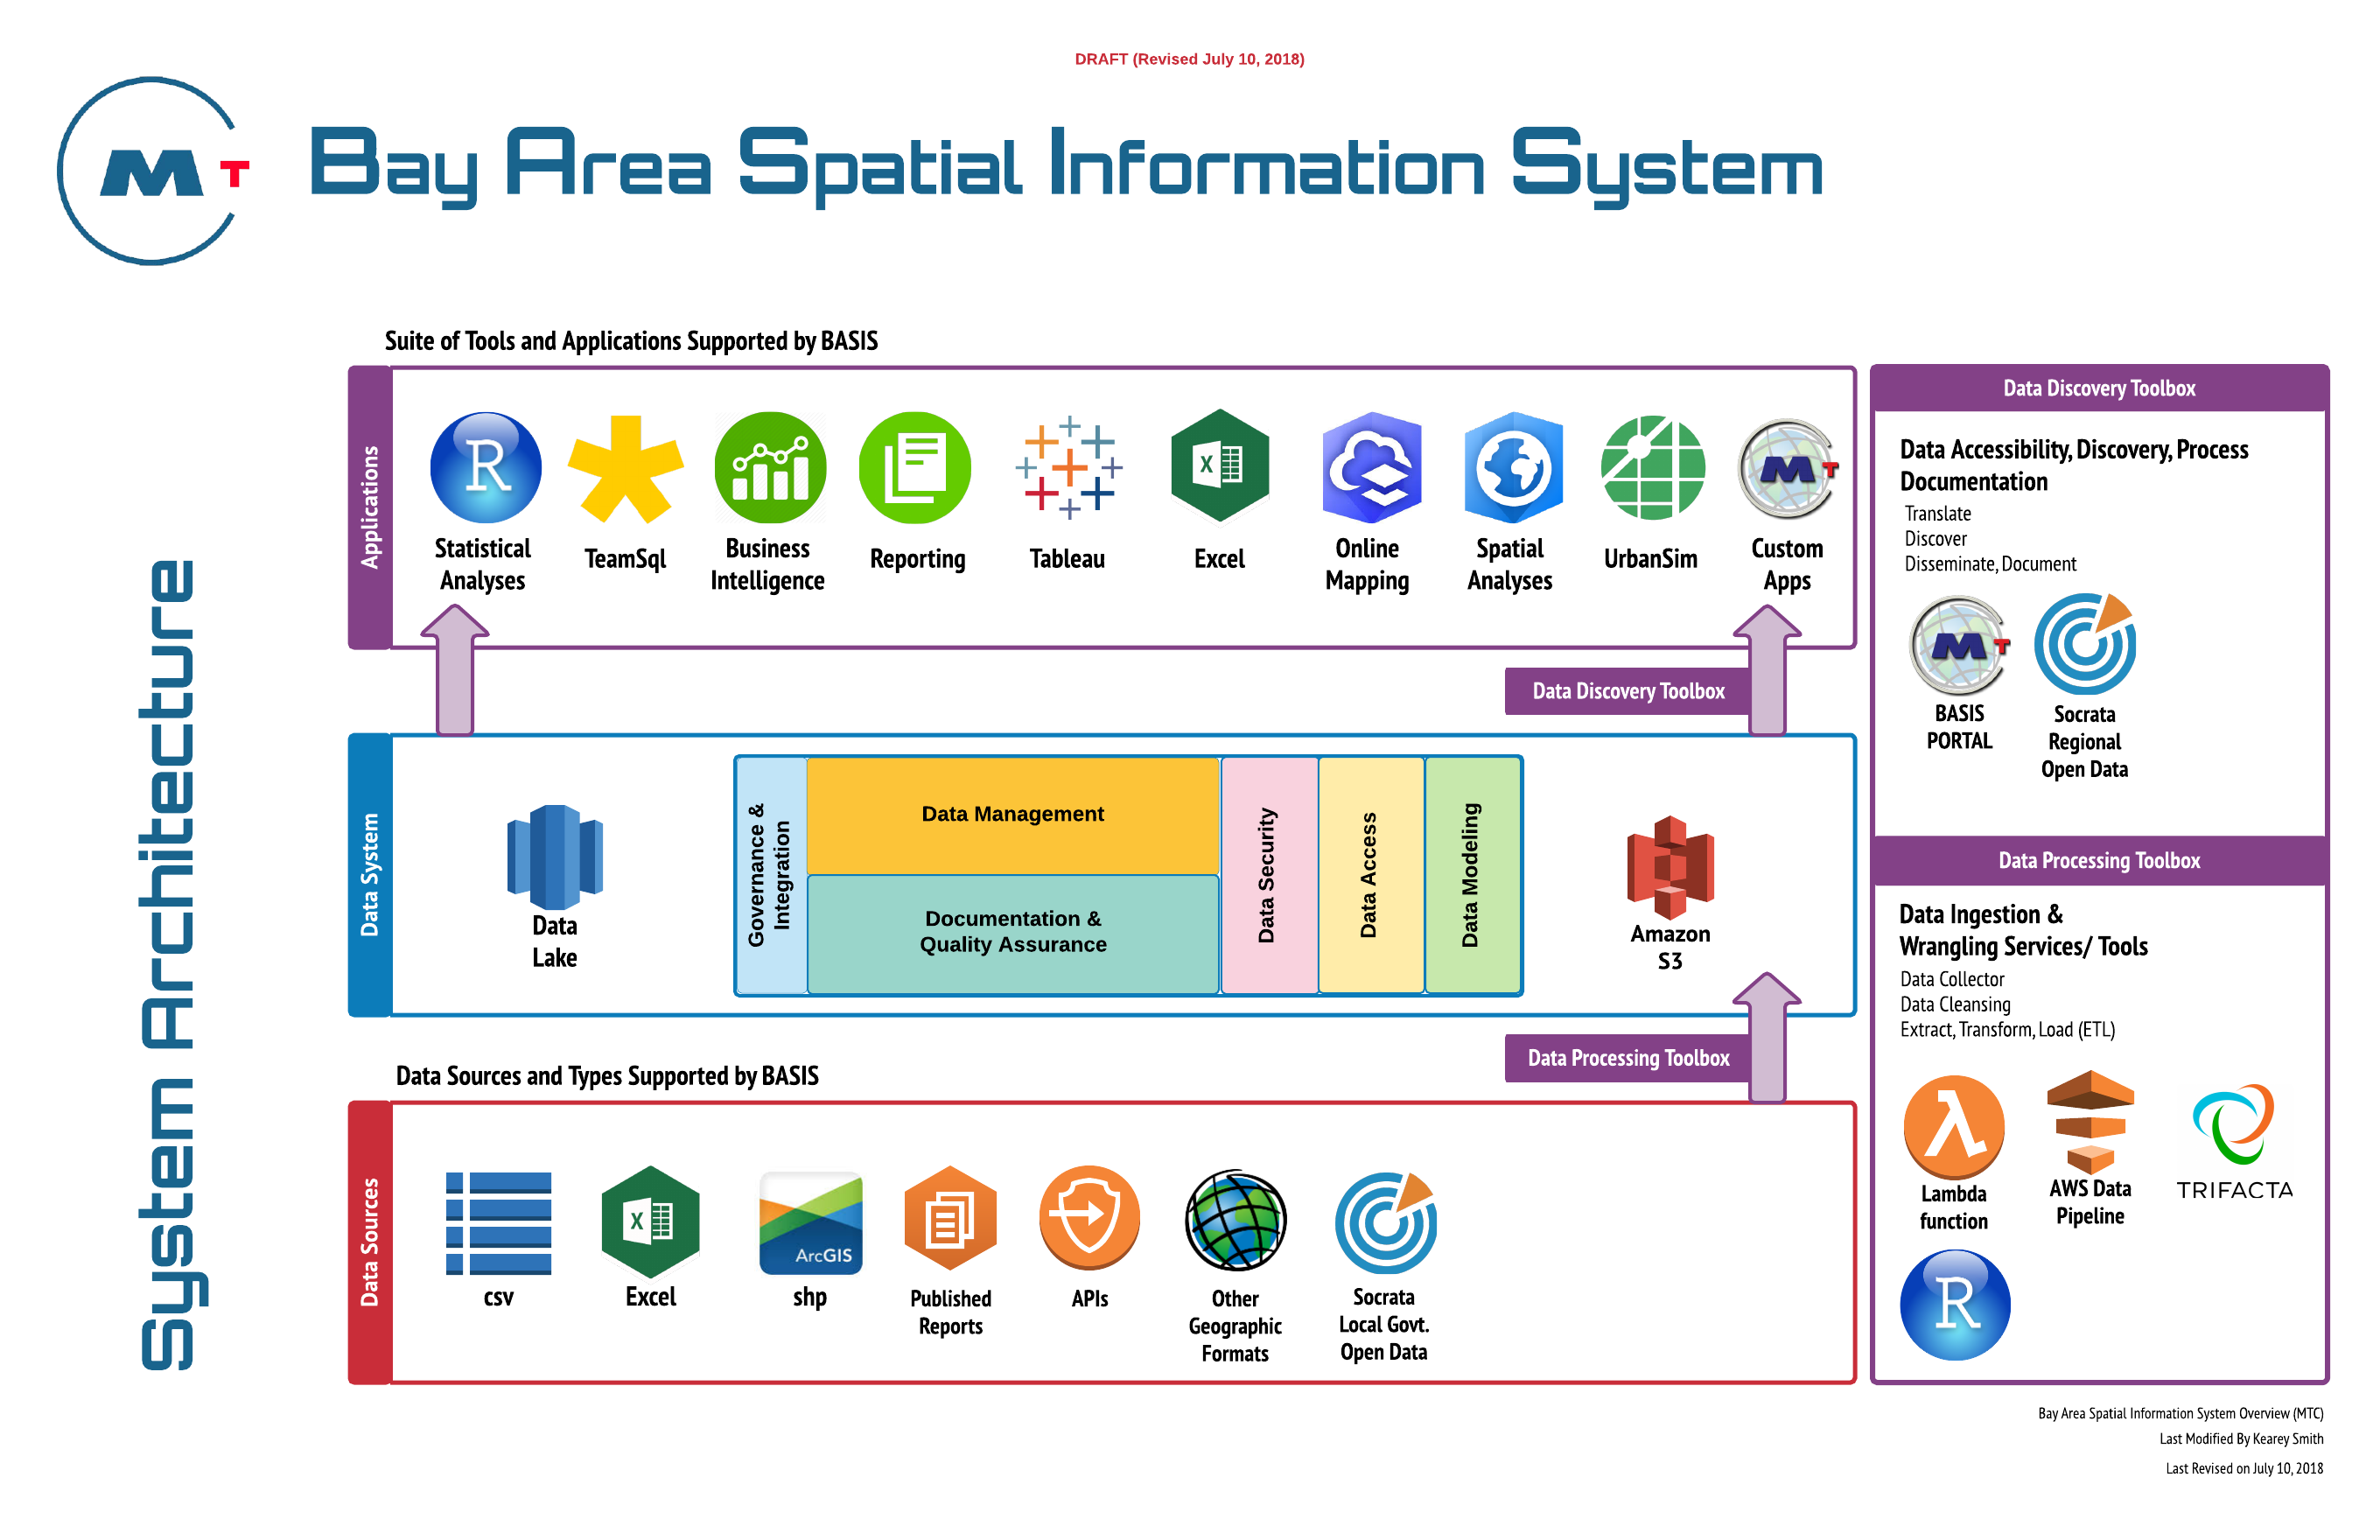 DRAFT (Revised July 10, 2018)
MT
Bay Area Spatial Information System
System Architecture
Suite of Tools and Applications Supported by BASIS
Applications
R
Statistical
Analyses
TeamSql
Business
Intelligence
Reporting
Tableau
X
Excel
Online
Mapping
Spatial
Analyses
UrbanSim
MT
Custom
Apps
Data Discovery Toolbox
Data System
Data
Lake
Governance &
Integration
Data Management
Documentation &
Quality Assurance
Data Security
Data Access
Data Modeling
Amazon
S3
Data Processing Toolbox
Data Sources and Types Supported by BASIS
Data Sources
csv
X
Excel
ArcGIS
shp
Published
Reports
APIs
Other
Geographic
Formats
Socrata
Local Govt.
Open Data
Data Discovery Toolbox
Data Accessibility, Discovery, Process
Documentation
Translate
Discover
Disseminate, Document
MT
BASIS
PORTAL
Socrata
Regional
Open Data
Data Processing Toolbox
Data Ingestion &
Wrangling Services/ Tools
Data Collector
Data Cleansing
Extract, Transform, Load (ETL)
λ
Lambda
function
AWS Data
Pipeline
TRIFACTA
R
Bay Area Spatial Information System Overview (MTC)
Last Modified By Kearey Smith
Last Revised on July 10, 2018